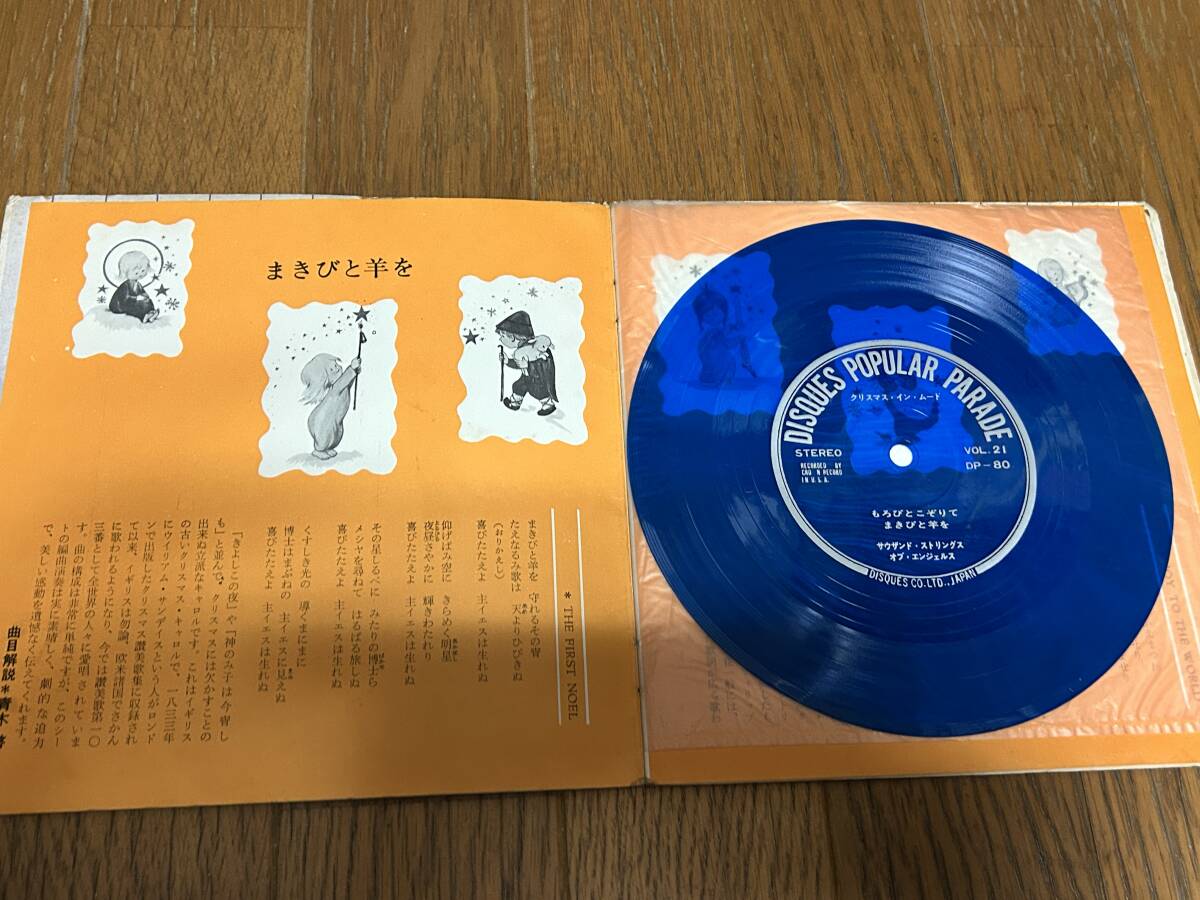 まきびと羊を
* THE FIRST NOEL
まきびと羊を 守れるその宵
たえなるみ歌は 天よりひびきぬ
(おりかえし)
喜びたたえよ 主イエスは生れぬ
仰げばみ空に きらめく明星
夜昼さやかに 輝きわたれり
喜びたたえよ 主イエスは生れぬ
その星しるべに みたりの博士ら
メシヤを尋ねて はるばる旅しぬ
喜びたたえよ 主イエスは生れぬ
くすしき光の 導くままに
博士はまぶねの 主イエスに見えぬ
喜びたたえよ 主イエスは生れぬ
「きよしこの夜」や「神のみ子は今宵し
も」と並んで、クリスマスには欠かすことの
出来ぬ立派なキャロルです。これはイギリス
の古いクリスマス・キャロルで、一八三三年
にウイリアム・サンデイスという人がロンド
ンで出版したクリスマス讃美歌集に収録され
て以来、イギリスは勿論、欧米諸国でさかん
に歌われるようになり、今では讃美歌第一〇
三番として全世界の人々に愛唱されていま
す。曲の構成は非常に単純ですが、このシー
トの編曲演奏は実に素晴しく、劇的な迫力
で、美しい感動を遺憾なく伝えてくれます。
曲目解説*青木 啓
DISQUES POPULAR PARADE
クリスマス・イン・ムード
STEREO
RECORDED BY
RECORD
IN U.S.A.
VOL. 21
DP-80
もろびとこぞりて
まきびと羊を
サウザンド・ストリングス
オブ・エンジェルス
DISQUES CO.LTD., JAPAN
JOY TO THE WORLD